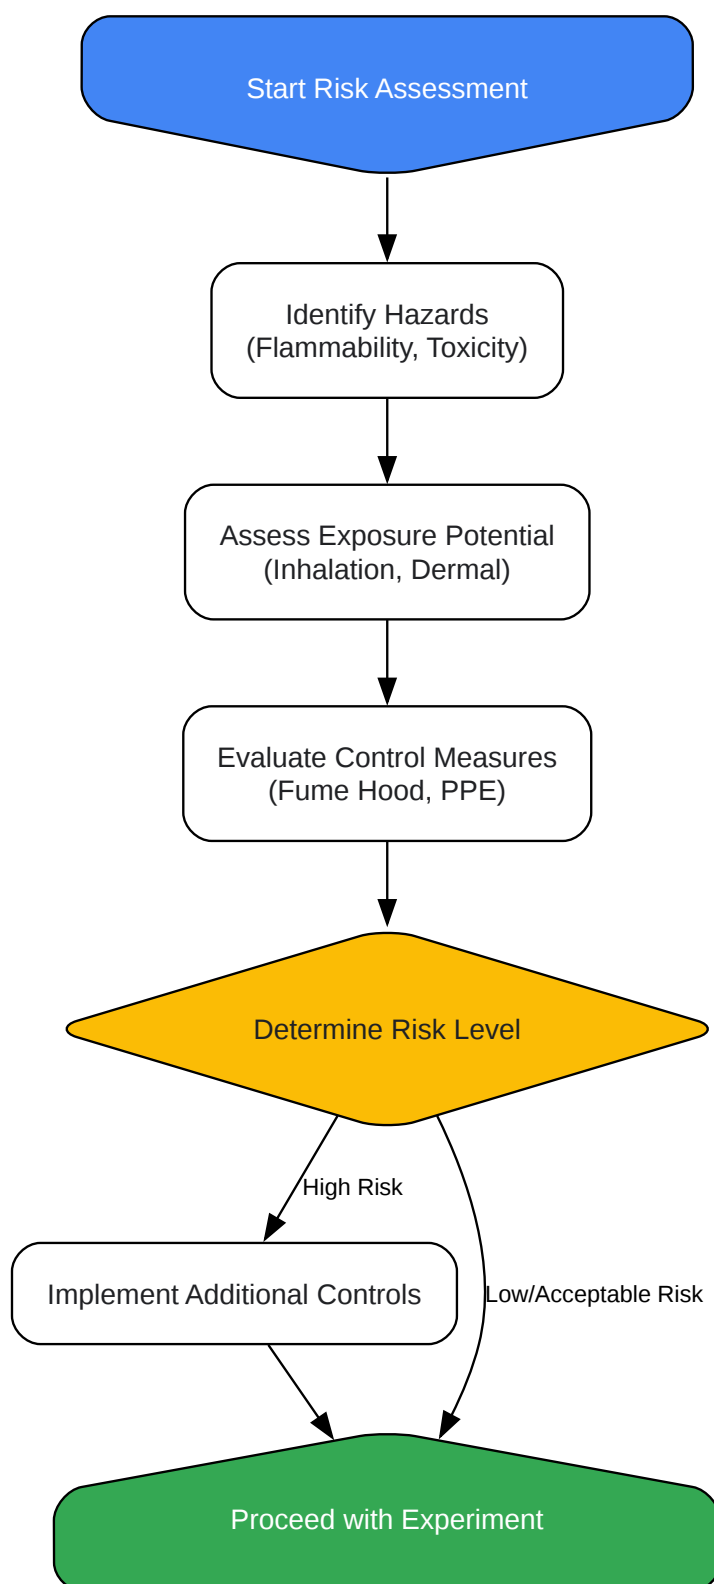 Start Risk Assessment
Identify Hazards
(Flammability, Toxicity)
Assess Exposure Potential
(Inhalation, Dermal)
Evaluate Control Measures
(Fume Hood, PPE)
Determine Risk Level
High Risk
Implement Additional Controls
Low/Acceptable Risk
Proceed with Experiment